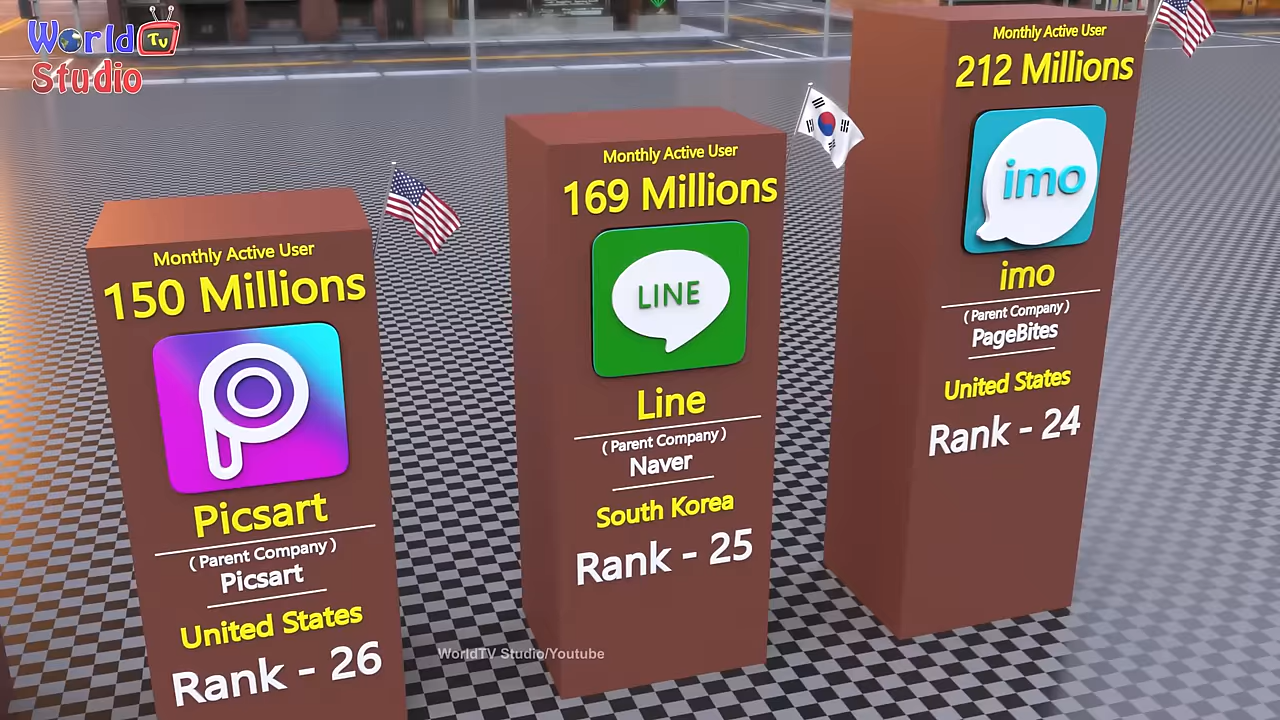 World Tv
Studio
Monthly Active User
150 Millions
Picsart
( Parent Company )
Picsart
United States
Rank - 26
Monthly Active User
169 Millions
LINE
Line
( Parent Company )
Naver
South Korea
Rank - 25
Monthly Active User
212 Millions
imo
imo
( Parent Company )
PageBites
United States
Rank - 24
WorldTV Studio/Youtube